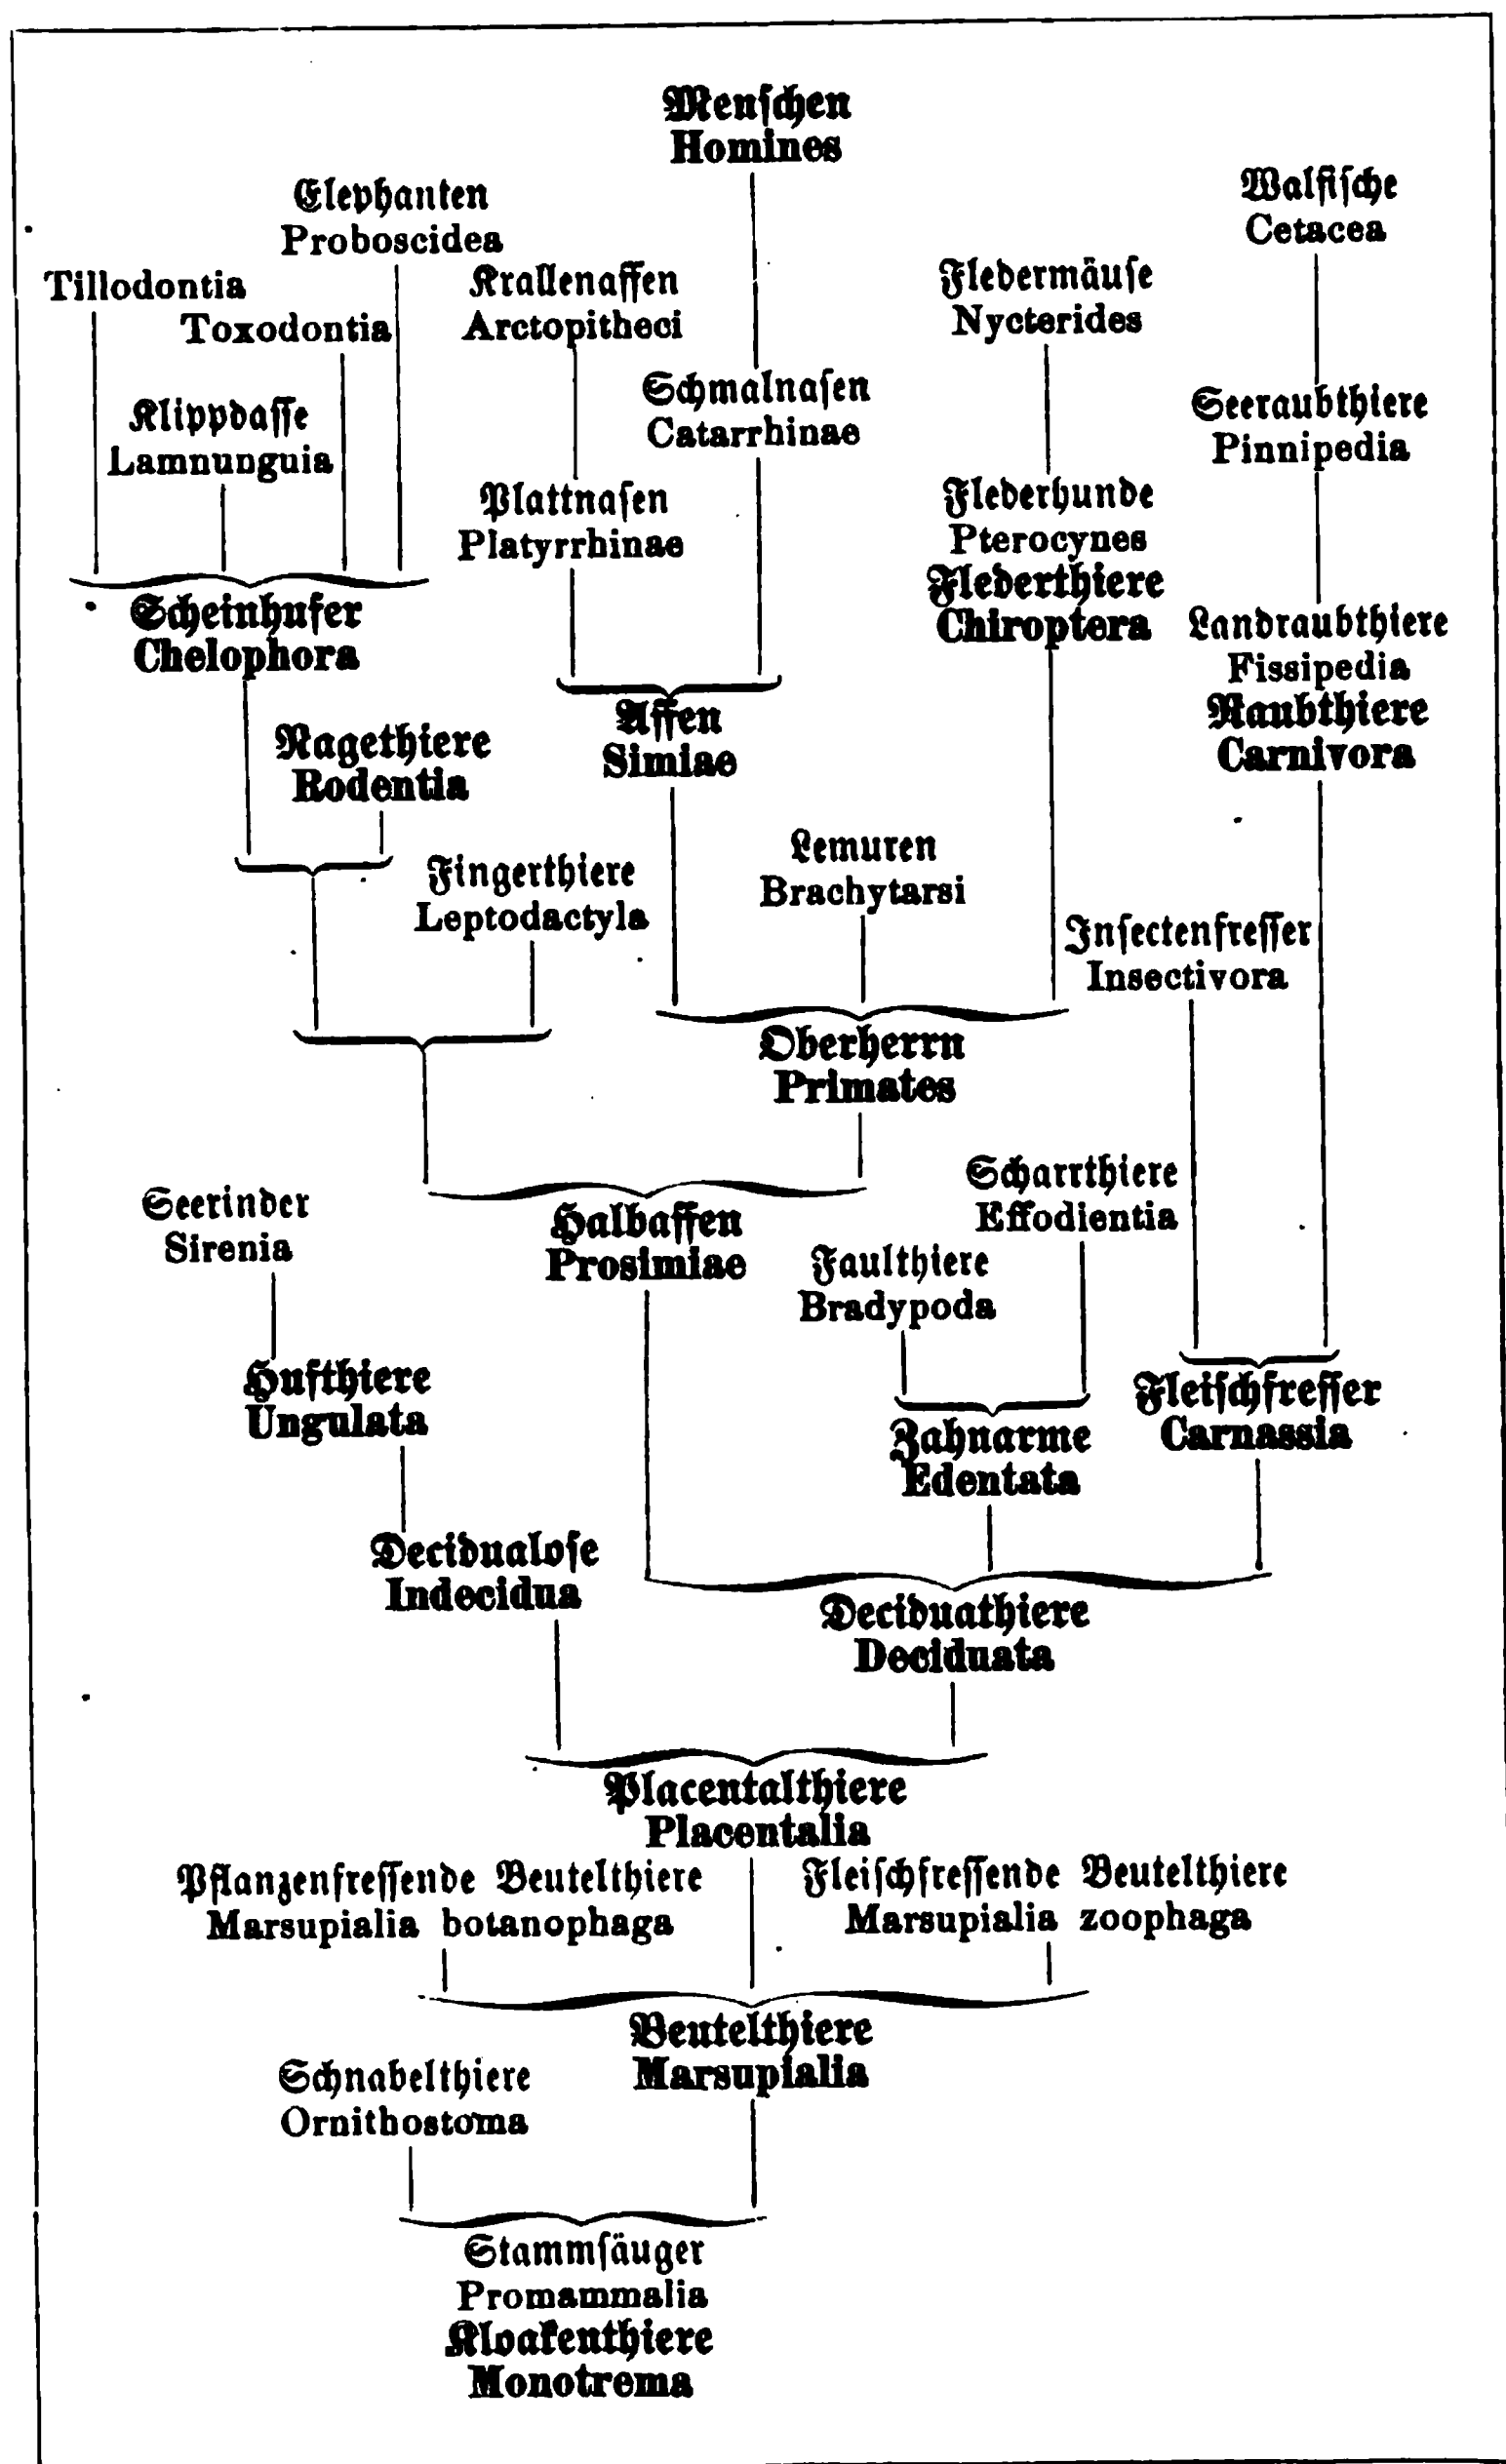 Menſchen
Homines
Walfiſche
Cetacea
Elephanten
Proboscidea
Tillodontia
Toxodontia
Krallenaffen
Arctopitheci
Fledermäuſe
Nycterides
Schmalnaſen
Catarrhinae
Seeraubthiere
Pinnipedia
Klippdaſſe
Lamnunguia
Plattnaſen
Platyrrhinae
Flederhunde
Pterocynes
Flederthiere
Chiroptera
Scheinhufer
Chelophora
Landraubthiere
Fissipedia
Raubthiere
Carnivora
Affen
Simiae
Nagethiere
Rodentia
Lemuren
Brachytarsi
Fingerthiere
Leptodactyla
Inſectenfreſſer
Insectivora
Oberherrn
Primates
Scharrthiere
Effodientia
Seerinder
Sirenia
Halbaffen
Prosimiae
Faulthiere
Bradypoda
Hufthiere
Ungulata
Fleiſchfreſſer
Carnassia
Zahnarme
Edentata
Decidualoſe
Indecidua
Deciduathiere
Deciduata
Placentalthiere
Placentalia
Pflanzenfreſſende Beutelthiere
Marsupialia botanophaga
Fleiſchfreſſende Beutelthiere
Marsupialia zoophaga
Beutelthiere
Marsupialia
Schnabelthiere
Ornithostoma
Stammſäuger
Promammalia
Kloakenthiere
Monotrema